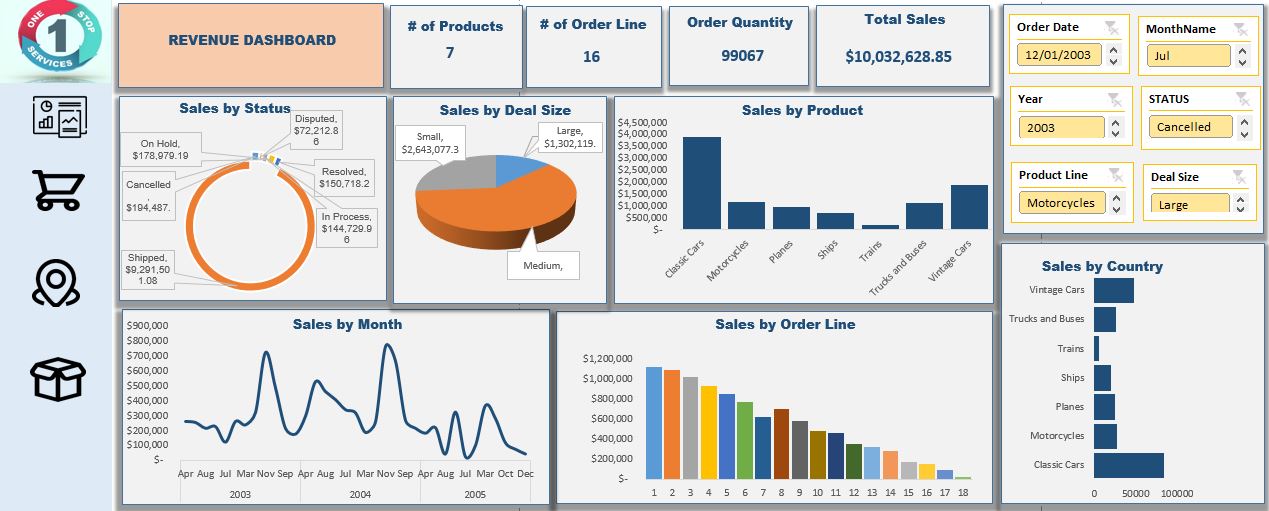 ONE
STOP
1
SERVICES
REVENUE DASHBOARD
# of Products
7
# of Order Line
16
Order Quantity
99067
Total Sales
$10,032,628.85
Order Date
12/01/2003
MonthName
Jul
Year
2003
STATUS
Cancelled
Product Line
Motorcycles
Deal Size
Large
Sales by Status
Disputed,
$72,212.8
6
On Hold,
$178,979.19
Resolved,
$150,718.2
Cancelled
,
$194,487.
In Process,
$144,729.9
6
Shipped,
$9,291,50
1.08
Sales by Deal Size
Small,
$2,643,077.3
Large,
$1,302,119.
Medium,
Sales by Product
$4,500,000
$4,000,000
$3,500,000
$3,000,000
$2,500,000
$2,000,000
$1,500,000
$1,000,000
$500,000
$-
Classic Cars
Motorcycles
Planes
Ships
Trains
Trucks and Buses
Vintage Cars
Sales by Month
$900,000
$800,000
$700,000
$600,000
$500,000
$400,000
$300,000
$200,000
$100,000
$-
Apr Aug Jul Mar Nov Sep Apr Aug Jul Mar Nov Sep Apr Aug Jul Mar Oct Dec
2003 2004 2005
Sales by Order Line
$1,200,000
$1,000,000
$800,000
$600,000
$400,000
$200,000
$-
1 2 3 4 5 6 7 8 9 10 11 12 13 14 15 16 17 18
Sales by Country
Vintage Cars
Trucks and Buses
Trains
Ships
Planes
Motorcycles
Classic Cars
0 50000 100000